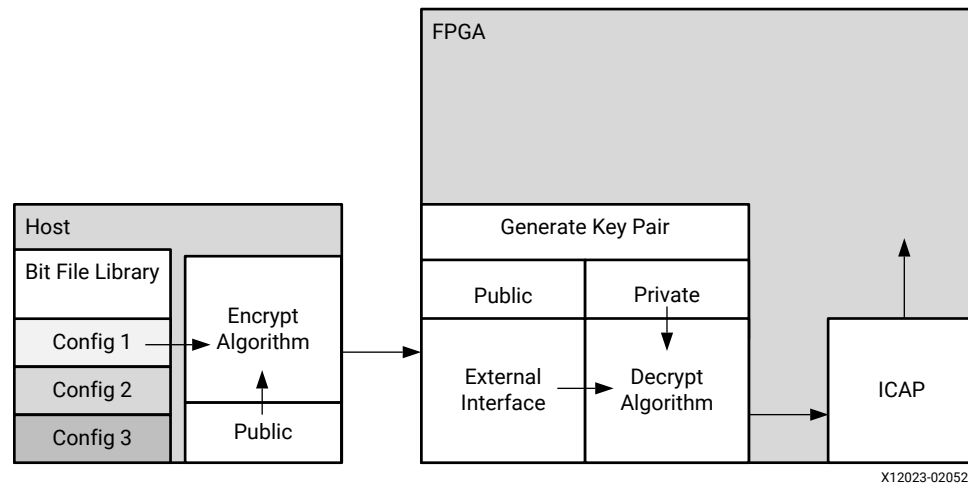 FPGA
Host
Bit File Library
Config 1
Config 2
Config 3
Encrypt
Algorithm
Public
Generate Key Pair
Public
Private
External
Interface
Decrypt
Algorithm
ICAP
X12023-02052